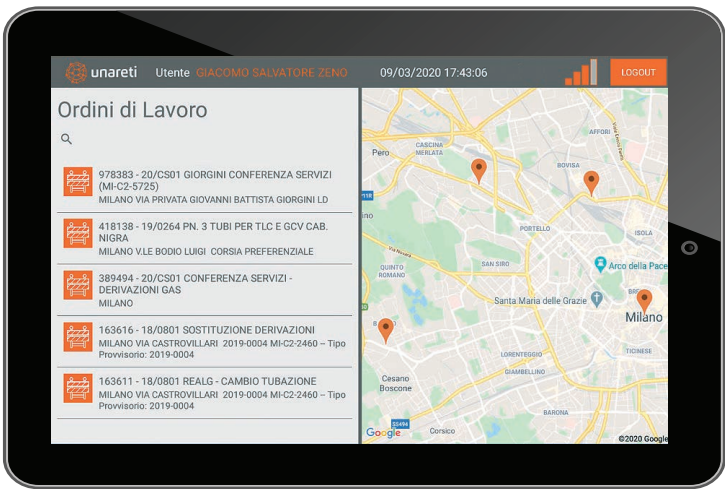 unareti Utente GIACOMO SALVATORE ZENO 09/03/2020 17:43:06 LOGOUT
Ordini di Lavoro
978383 - 20/CS01 GIORGINI CONFERENZA SERVIZI
(MI-C2-5725)
MILANO VIA PRIVATA GIOVANNI BATTISTA GIORGINI LD
418138 - 19/0264 PN. 3 TUBI PER TLC E GCV CAB.
NIGRA
MILANO V.LE BODIO LUIGI CORSIA PREFERENZIALE
389494 - 20/CS01 CONFERENZA SERVIZI -
DERIVAZIONI GAS
MILANO
163616 - 18/0801 SOSTITUZIONE DERIVAZIONI
MILANO VIA CASTROVILLARI 2019-0004 MI-C2-2460 – Tipo
Provvisorio: 2019-0004
163611 - 18/0801 REALG - CAMBIO TUBAZIONE
MILANO VIA CASTROVILLARI 2019-0004 MI-C2-2460 – Tipo
Provvisorio: 2019-0004
AFFORI
CASCINA
MERLATA
Pero
BOVISA
PORTELLO
ISOLA
Via Novara
SAN SIRO
QUINTO
ROMANO
Arco della Pace
Santa Maria delle Grazie
Milano
LORENTEGGIO
TICINESE
GIAMBELLINO
Cesano
Boscone
BARONA
SS494
Corsico
Google
©2020 Google